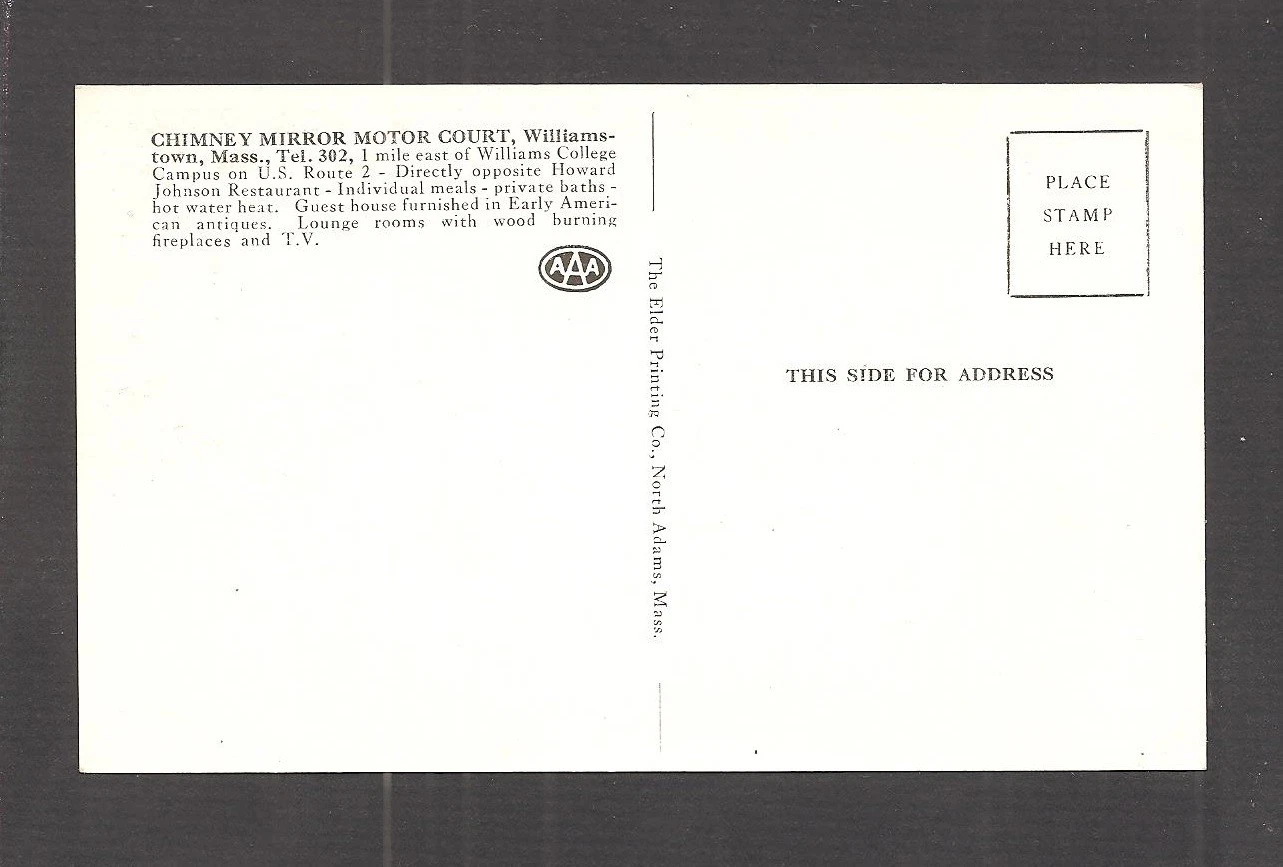 CHIMNEY MIRROR MOTOR COURT, Williams-
town, Mass., Tel. 302, 1 mile east of Williams College
Campus on U.S. Route 2 - Directly opposite Howard
Johnson Restaurant - Individual meals - private baths -
hot water heat. Guest house furnished in Early Ameri-
can antiques. Lounge rooms with wood burning
fireplaces and T.V.
AAA
The Elder Printing Co., North Adams, Mass.
PLACE
STAMP
HERE
THIS SIDE FOR ADDRESS